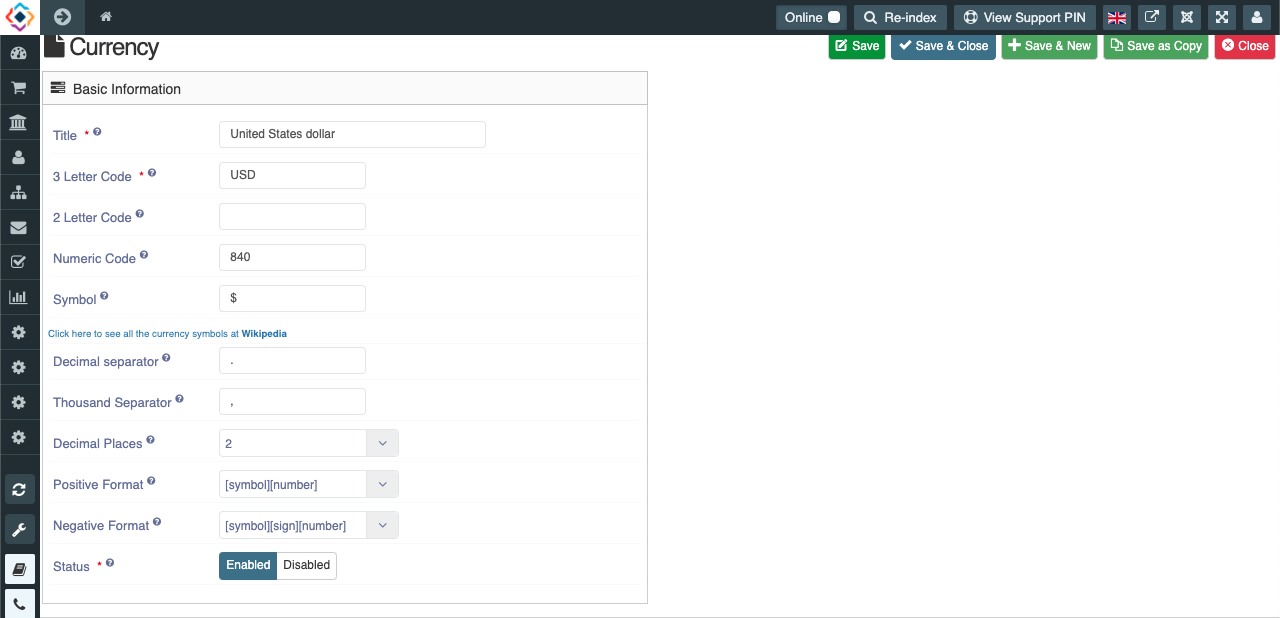 Online
Re-index
View Support PIN
Currency
Save
Save & Close
Save & New
Save as Copy
Close
Basic Information
Title * United States dollar
3 Letter Code * USD
2 Letter Code
Numeric Code 840
Symbol $
Click here to see all the currency symbols at Wikipedia
Decimal separator .
Thousand Separator ,
Decimal Places 2
Positive Format [symbol][number]
Negative Format [symbol][sign][number]
Status * Enabled Disabled